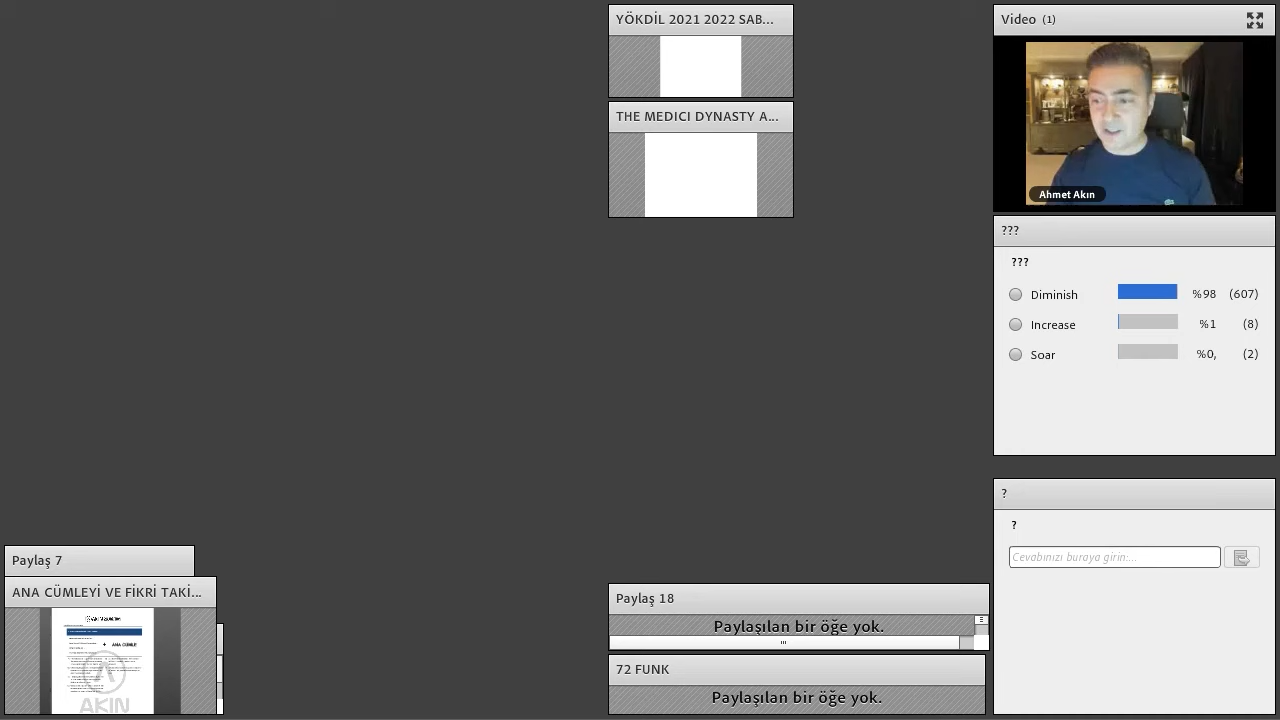 YÖKDİL 2021 2022 SAB...
THE MEDICI DYNASTY A...
Video (1)
Ahmet Akın
???
???
Diminish %98 (607)
Increase %1 (8)
Soar %0, (2)
?
?
Cevabınızı buraya girin:...
Paylaş 7
ANA CÜMLEYİ VE FİKRİ TAKİ...
ANA CÜMLE
AKIN
Paylaş 18
Paylaşılan bir öğe yok.
72 FUNK
Paylaşılan bir öğe yok.